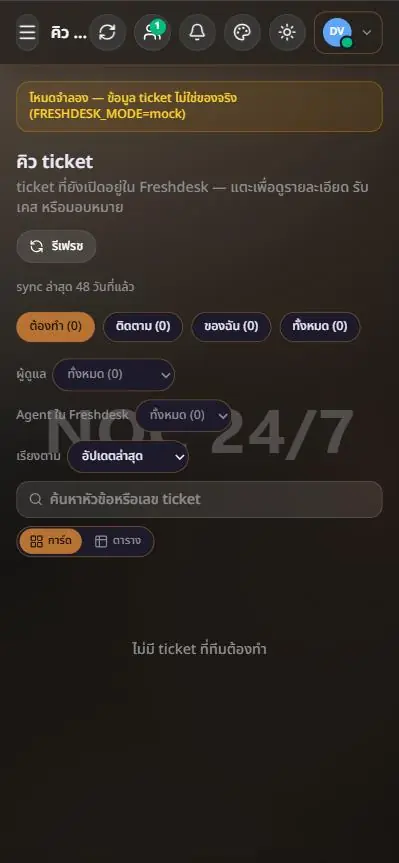 คิว ...
1
DV
โหมดจำลอง — ข้อมูล ticket ไม่ใช่ของจริง
(FRESHDESK_MODE=mock)
คิว ticket
ticket ที่ยังเปิดอยู่ใน Freshdesk — แตะเพื่อดูรายละเอียด รับ
เคส หรือมอบหมาย
รีเฟรช
sync ล่าสุด 48 วันที่แล้ว
ต้องทำ (0)
ติดตาม (0)
ของฉัน (0)
ทั้งหมด (0)
ผู้ดูแล
ทั้งหมด (0)
Agent ใน Freshdesk
ทั้งหมด (0)
NOC 24/7
เรียงตาม
อัปเดตล่าสุด
ค้นหาหัวข้อหรือเลข ticket
การ์ด
ตาราง
ไม่มี ticket ที่ทีมต้องทำ